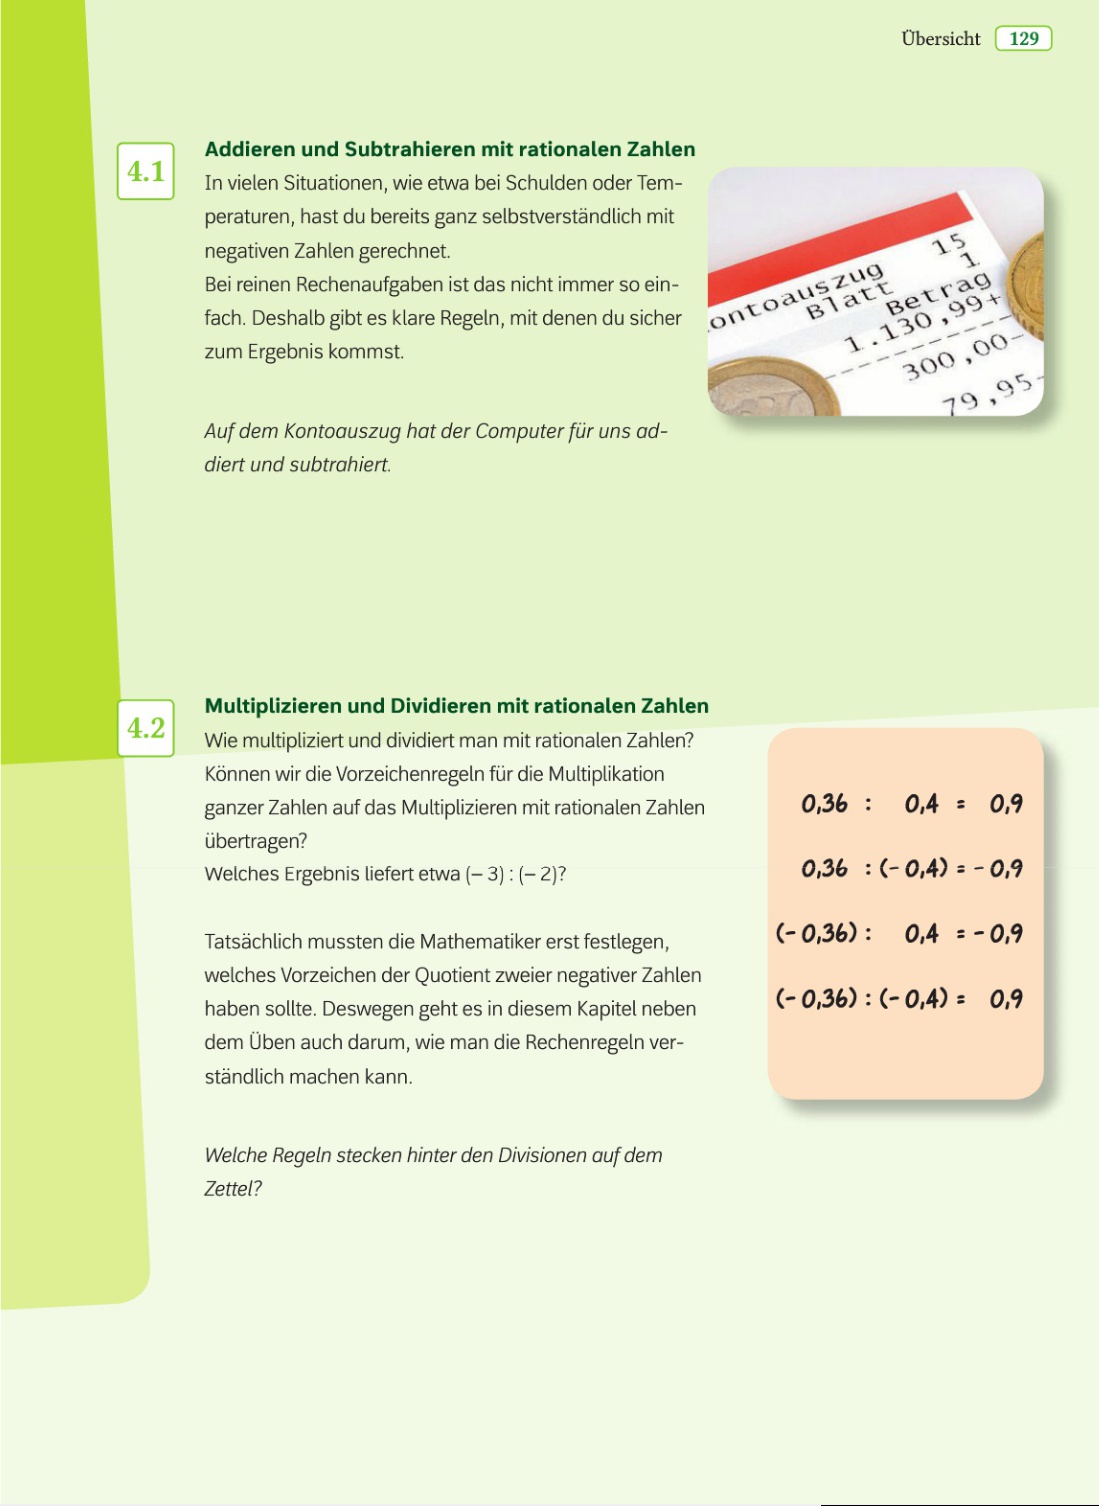 Übersicht 129
4.1
Addieren und Subtrahieren mit rationalen Zahlen
In vielen Situationen, wie etwa bei Schulden oder Tem-
peraturen, hast du bereits ganz selbstverständlich mit
negativen Zahlen gerechnet.
Bei reinen Rechenaufgaben ist das nicht immer so ein-
fach. Deshalb gibt es klare Regeln, mit denen du sicher
zum Ergebnis kommst.
Auf dem Kontoauszug hat der Computer für uns ad-
diert und subtrahiert.
ontoauszug 15
Blatt 1
Betrag
1.130,99+
300,00-
79,95-
4.2
Multiplizieren und Dividieren mit rationalen Zahlen
Wie multipliziert und dividiert man mit rationalen Zahlen?
Können wir die Vorzeichenregeln für die Multiplikation
ganzer Zahlen auf das Multiplizieren mit rationalen Zahlen
übertragen?
Welches Ergebnis liefert etwa (– 3) : (– 2)?
Tatsächlich mussten die Mathematiker erst festlegen,
welches Vorzeichen der Quotient zweier negativer Zahlen
haben sollte. Deswegen geht es in diesem Kapitel neben
dem Üben auch darum, wie man die Rechenregeln ver-
ständlich machen kann.
Welche Regeln stecken hinter den Divisionen auf dem
Zettel?
0,36 : 0,4 = 0,9
0,36 : (- 0,4) = - 0,9
(- 0,36) : 0,4 = - 0,9
(- 0,36) : (- 0,4) = 0,9